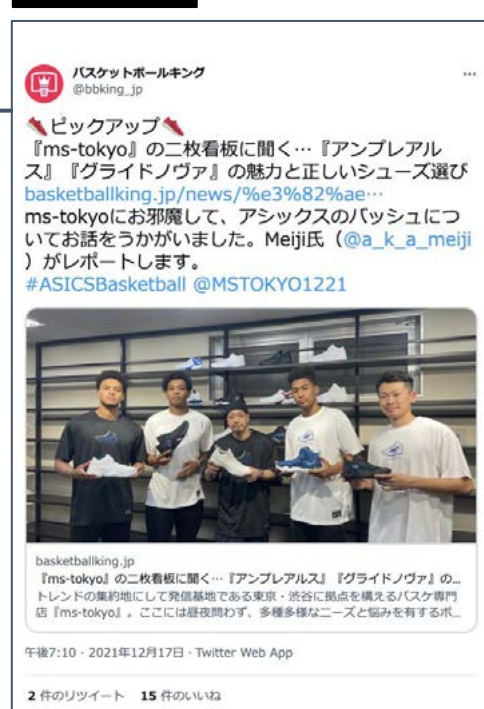 バスケットボールキング
@bbking_jp
ピックアップ
『ms-tokyo』の二枚看板に聞く…『アンプレアル
ス』『グライドノヴァ』の魅力と正しいシューズ選び
basketballking.jp/news/%e3%82%ae…
ms-tokyoにお邪魔して、アシックスのバッシュにつ
いてお話をうかがいました。Meiji氏（@a_k_a_meiji
）がレポートします。
#ASICSBasketball @MSTOKYO1221
basketballking.jp
『ms-tokyo』の二枚看板に聞く…『アンプレアルス』『グライドノヴァ』の...
トレンドの集約地にして発信基地である東京・渋谷に拠点を構えるバスケ専門
店『ms-tokyo』。ここには昼夜問わず、多種多様なニーズと悩みを有するボ...
午後7:10 · 2021年12月17日 · Twitter Web App
2 件のリツイート 15 件のいいね